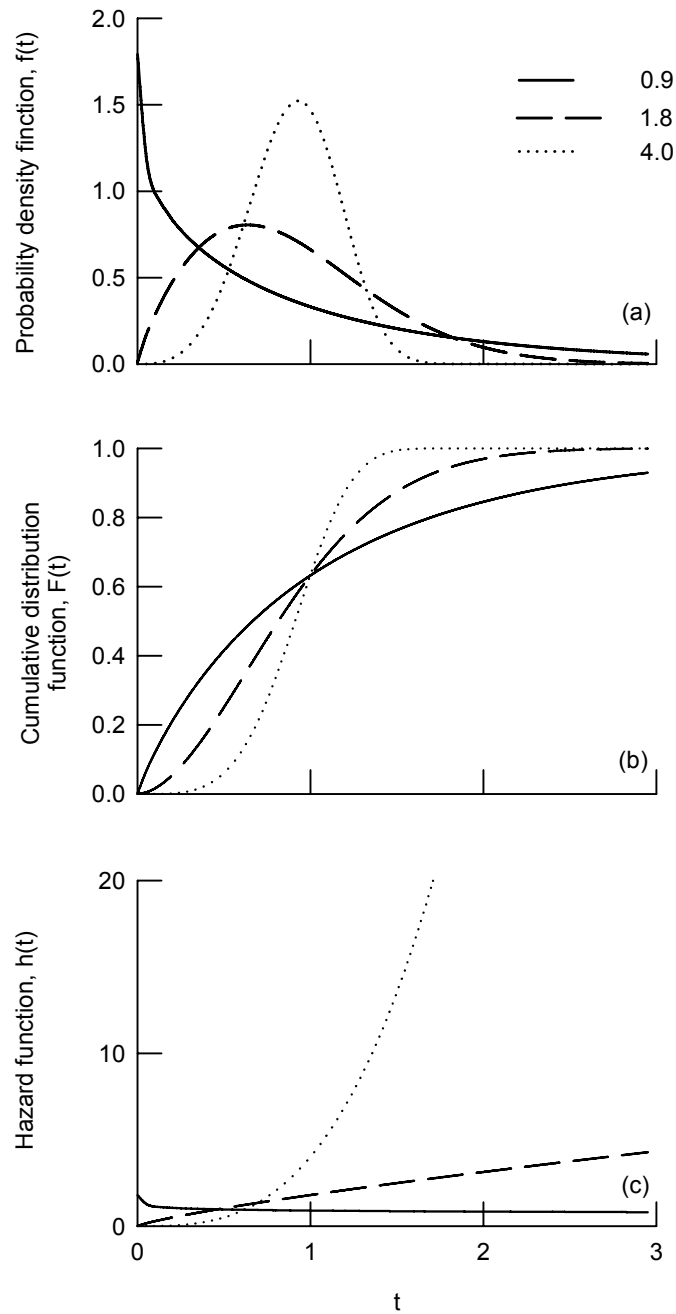 Probability density finction, f(t)
2.0
1.5
1.0
0.5
0.0
0.9
1.8
4.0
(a)
Cumulative distribution
function, F(t)
1.0
0.8
0.6
0.4
0.2
0.0
(b)
Hazard function, h(t)
20
10
0
(c)
0
1
2
3
t